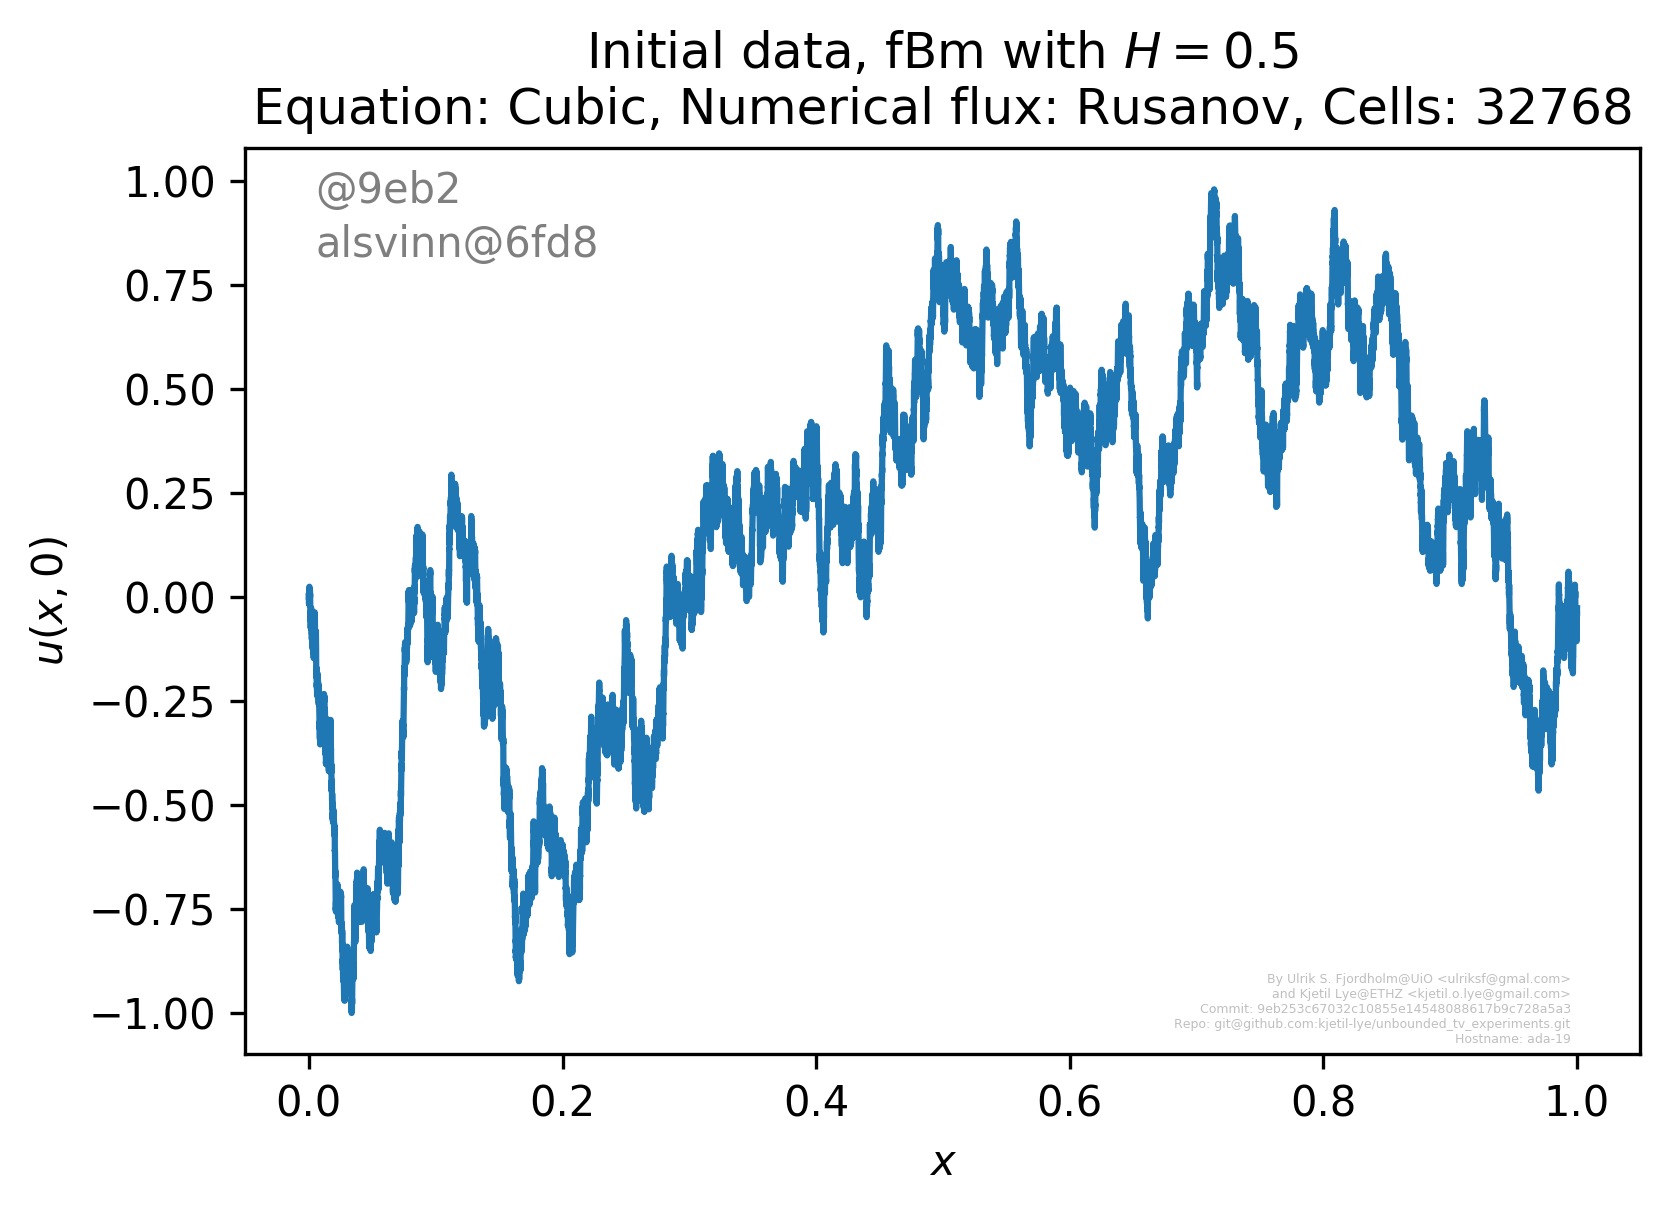 Initial data, fBm with H = 0.5
Equation: Cubic, Numerical flux: Rusanov, Cells: 32768
@9eb2
alsvinn@6fd8
1.00
0.75
0.50
0.25
0.00
−0.25
−0.50
−0.75
−1.00
u(x, 0)
By Ulrik S. Fjordholm@UiO <ulriksf@gmal.com>
and Kjetil Lye@ETHZ <kjetil.o.lye@gmail.com>
Commit: 9eb253c67032c10855e14548088617b9c728a5a3
Repo: git@github.com:kjetil-lye/unbounded_tv_experiments.git
Hostname: ada-19
0.0 0.2 0.4 0.6 0.8 1.0
x